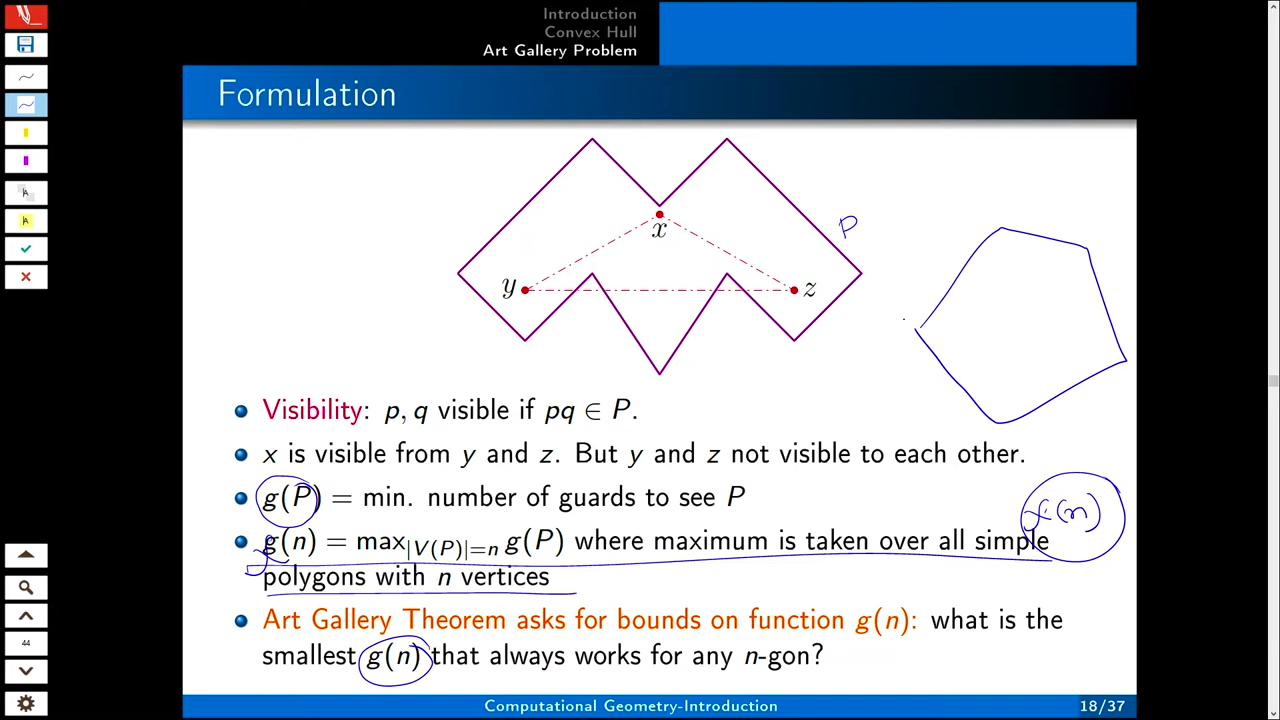 Introduction
Convex Hull
Art Gallery Problem
Formulation
P
x
y
z
Visibility: p, q visible if pq ∈ P.
x is visible from y and z. But y and z not visible to each other.
g(P) = min. number of guards to see P
f(n)
g(n) = max|V(P)|=n g(P) where maximum is taken over all simple
polygons with n vertices
Art Gallery Theorem asks for bounds on function g(n): what is the
smallest g(n) that always works for any n-gon?
44
Computational Geometry-Introduction 18/37